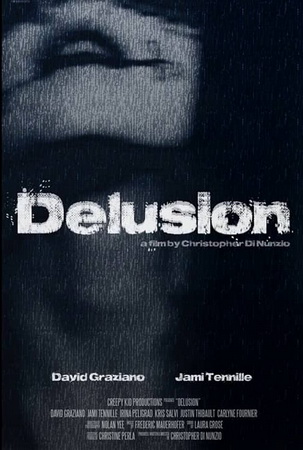 Delusion
a film by Christopher Di Nunzio
David Graziano Jami Tennille
CREEPY KID PRODUCTIONS PRESENTS "DELUSION"
DAVID GRAZIANO JAMI TENNILLE IRINA PELIGRAD KRIS SALVI JUSTIN THIBAULT CARLYNE FOURNIER
NOLAN YEE FREDERIC MAUERHOFER LAURA GROSE
CHRISTINE PERLA CHRISTOPHER DI NUNZIO